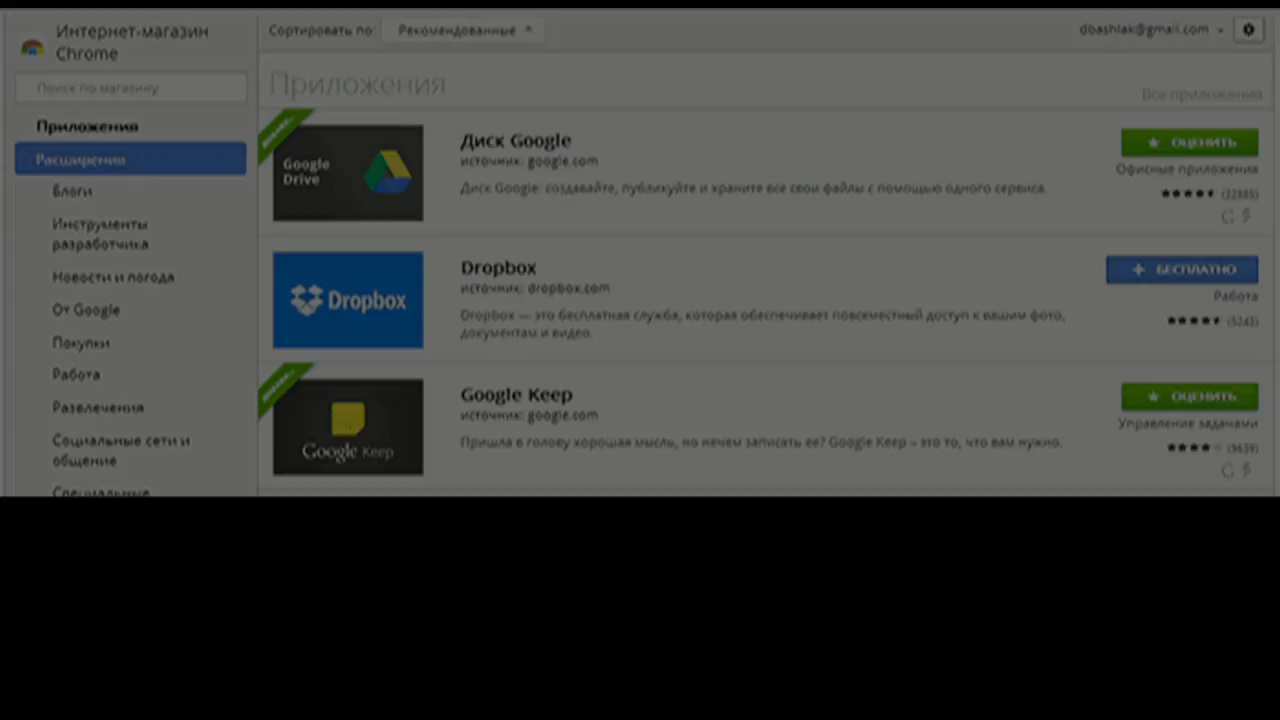 Интернет-магазин
Chrome
Поиск по магазину
Приложения
Расширения
Блоги
Инструменты
разработчика
Новости и погода
От Google
Покупки
Работа
Развлечения
Социальные сети и
общение
Специальные
Сортировать по:
Рекомендованные
dbashlak@gmail.com
Приложения
Все приложения
Google
Drive
Диск Google
источник: google.com
Диск Google: создавайте, публикуйте и храните все свои файлы с помощью одного сервиса.
ОЦЕНИТЬ
Офисные приложения
Dropbox
Dropbox
источник: dropbox.com
Dropbox — это бесплатная служба, которая обеспечивает повсеместный доступ к вашим фото,
документам и видео.
БЕСПЛАТНО
Работа
(5243)
Google Keep
Google Keep
источник: google.com
Пришла в голову хорошая мысль, но нечем записать ее? Google Keep – это то, что вам нужно.
ОЦЕНИТЬ
Управление задачами